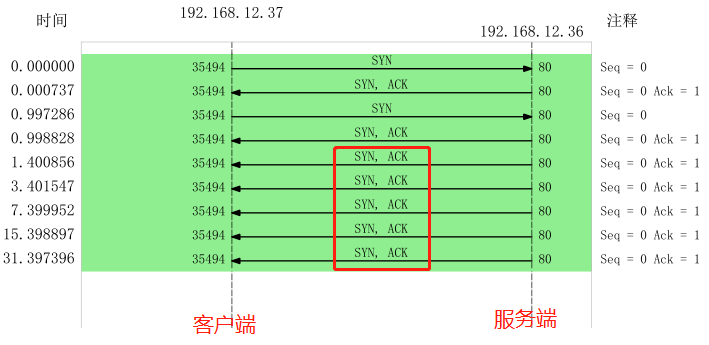 时间 192.168.12.37 注释
192.168.12.36
0.000000 35494 SYN 80 Seq = 0
0.000737 35494 SYN, ACK 80 Seq = 0 Ack = 1
0.997286 35494 SYN 80 Seq = 0
0.998828 35494 SYN, ACK 80 Seq = 0 Ack = 1
1.400856 35494 SYN, ACK 80 Seq = 0 Ack = 1
3.401547 35494 SYN, ACK 80 Seq = 0 Ack = 1
7.399952 35494 SYN, ACK 80 Seq = 0 Ack = 1
15.398897 35494 SYN, ACK 80 Seq = 0 Ack = 1
31.397396 35494 SYN, ACK 80 Seq = 0 Ack = 1
客户端 服务端